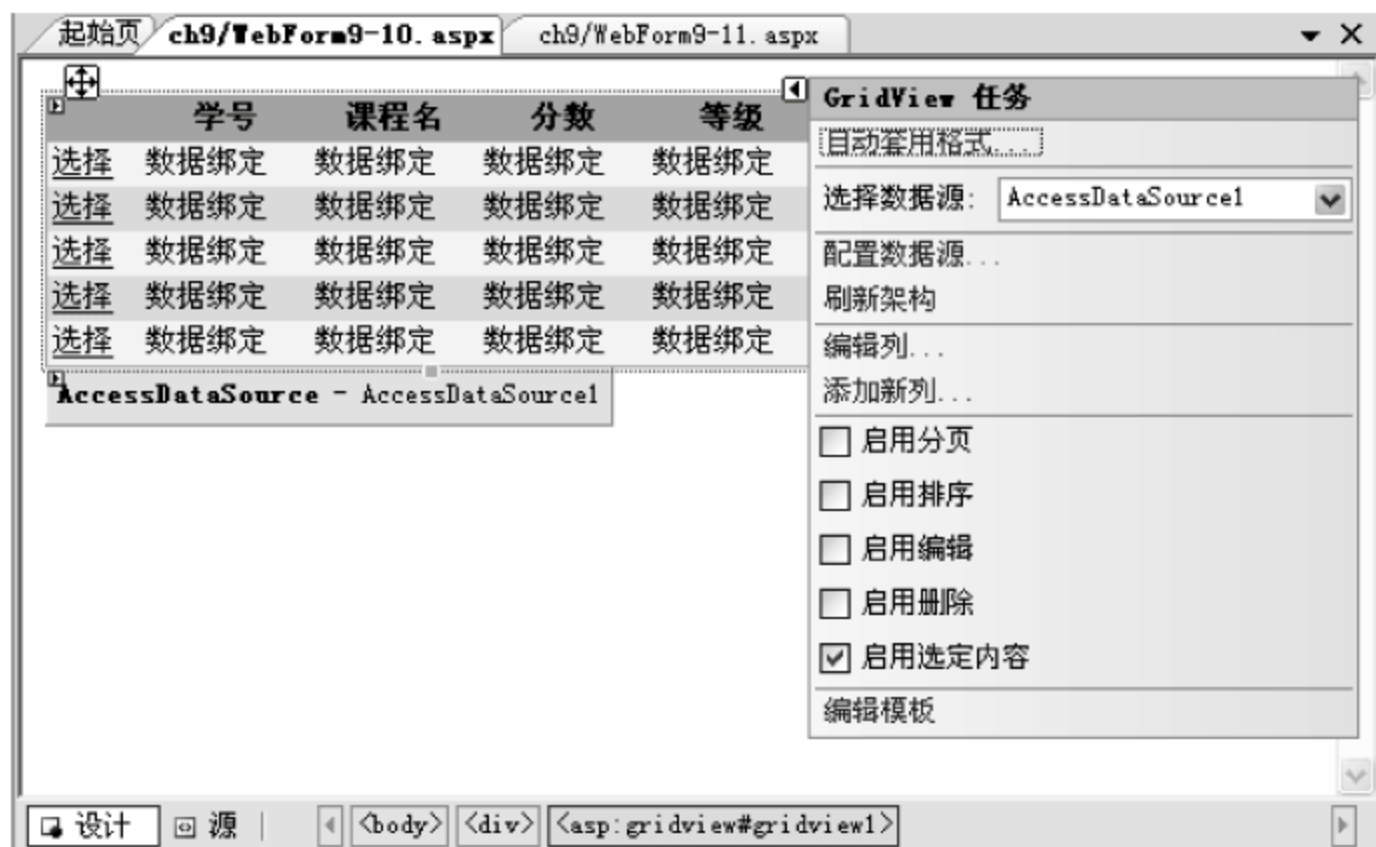 起始页 ch9/WebForm9-10.aspx ch9/WebForm9-11.aspx
学号 课程名 分数 等级
选择 数据绑定 数据绑定 数据绑定 数据绑定
选择 数据绑定 数据绑定 数据绑定 数据绑定
选择 数据绑定 数据绑定 数据绑定 数据绑定
选择 数据绑定 数据绑定 数据绑定 数据绑定
选择 数据绑定 数据绑定 数据绑定 数据绑定
AccessDataSource - AccessDataSource1
GridView 任务
自动套用格式...
选择数据源: AccessDataSource1
配置数据源...
刷新架构
编辑列...
添加新列...
启用分页
启用排序
启用编辑
启用删除
启用选定内容
编辑模板
设计 源 <body> <div> <asp:gridview#gridview1>